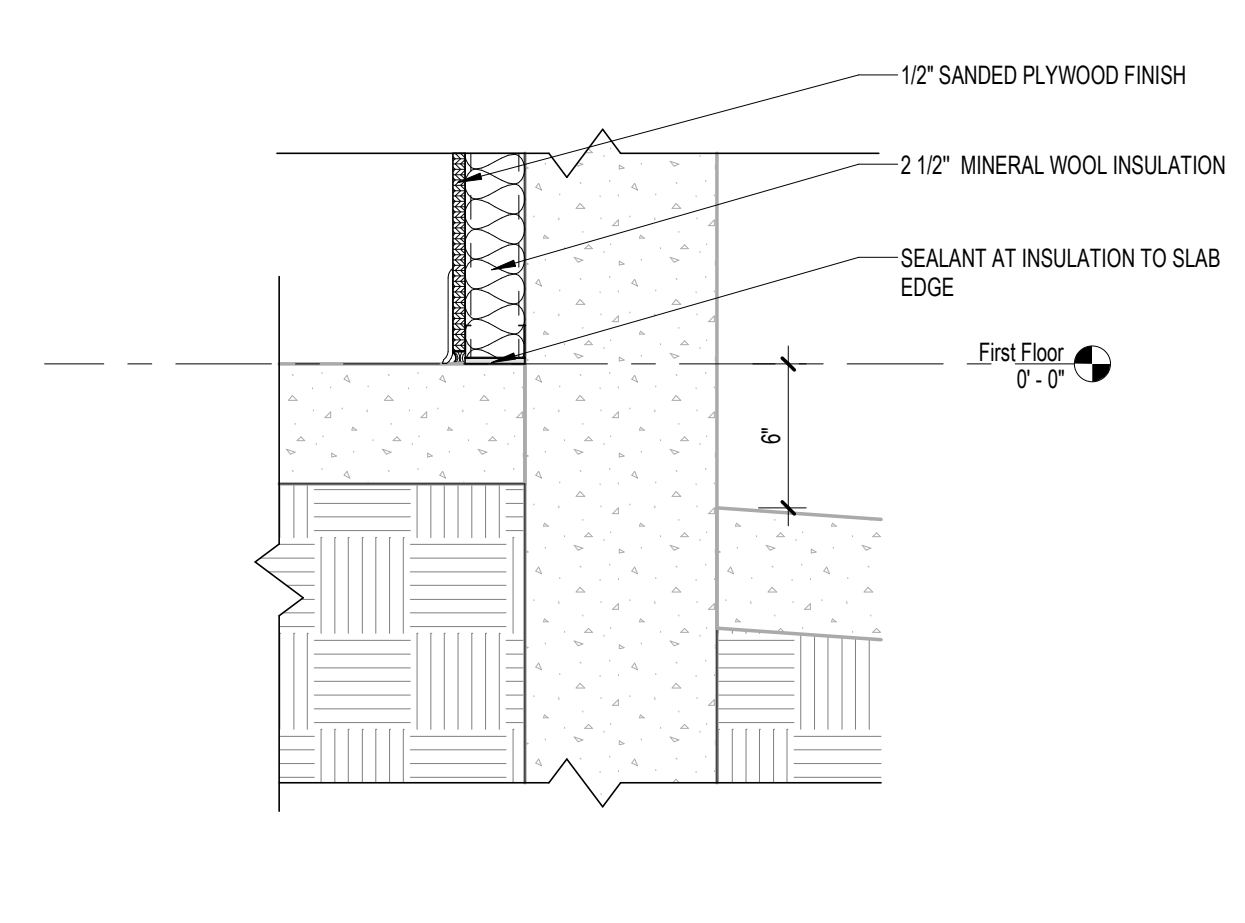 1/2" SANDED PLYWOOD FINISH
2 1/2" MINERAL WOOL INSULATION
SEALANT AT INSULATION TO SLAB
EDGE
First Floor
0' - 0"
6"